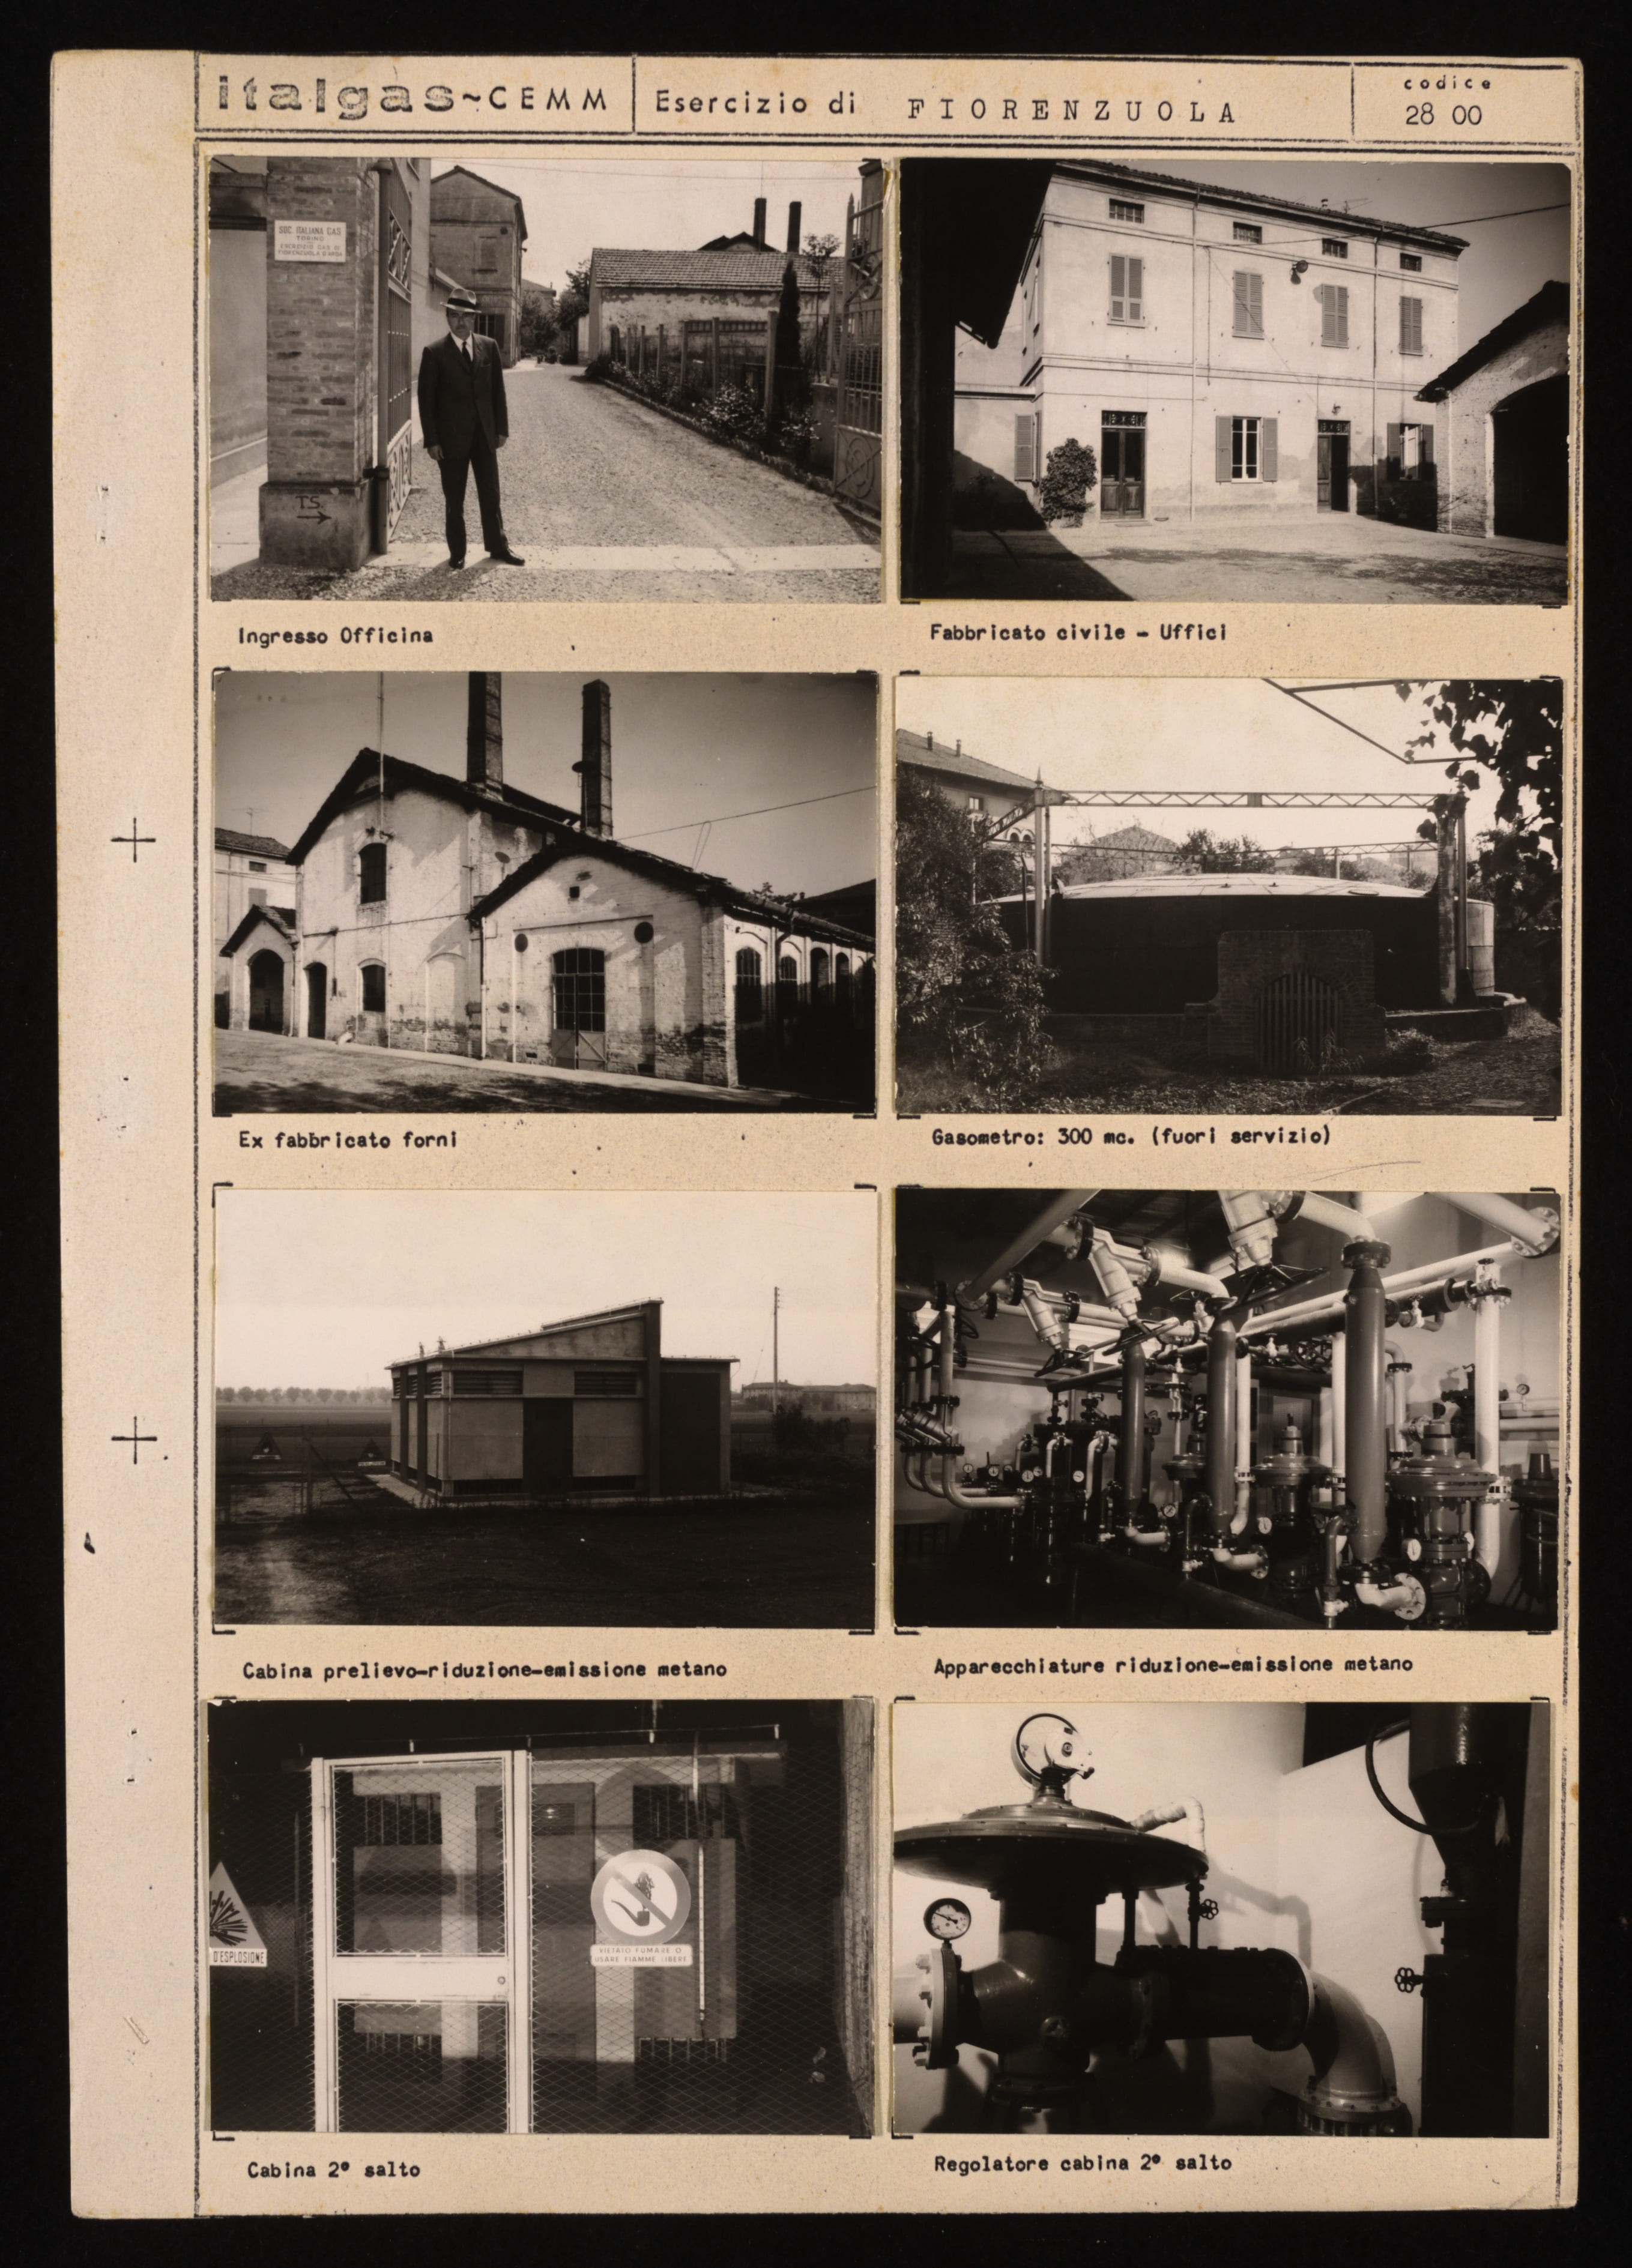 italgas~CEMM
Esercizio di FIORENZUOLA
codice
28 00
SOC. ITALIANA GAS
TORINO
ESERCIZIO GAS DI
FIORENZUOLA D'ARDA
TS.
Ingresso Officina
Fabbricato civile - Uffici
Ex fabbricato forni
Gasometro: 300 mc. (fuori servizio)
Cabina prelievo-riduzione-emissione metano
Apparecchiature riduzione-emissione metano
D'ESPLOSIONE
VIETATO FUMARE O
USARE FIAMME LIBERE
Cabina 2° salto
Regolatore cabina 2° salto